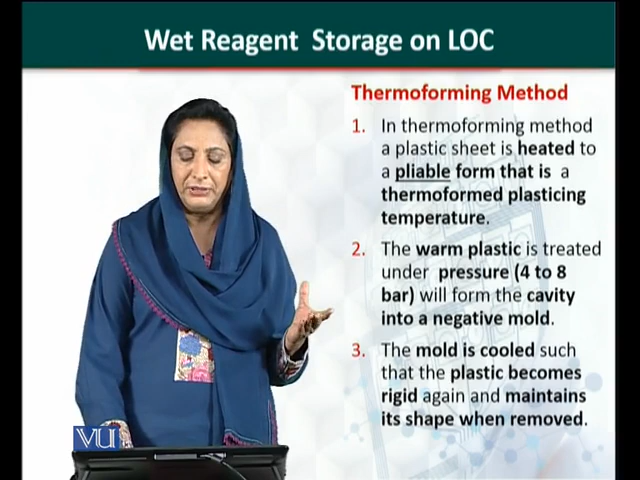 Wet Reagent Storage on LOC
Thermoforming Method
1. In thermoforming method
a plastic sheet is heated to
a pliable form that is a
thermoformed plasticing
temperature.
2. The warm plastic is treated
under pressure (4 to 8
bar) will form the cavity
into a negative mold.
3. The mold is cooled such
that the plastic becomes
rigid again and maintains
its shape when removed.
VU